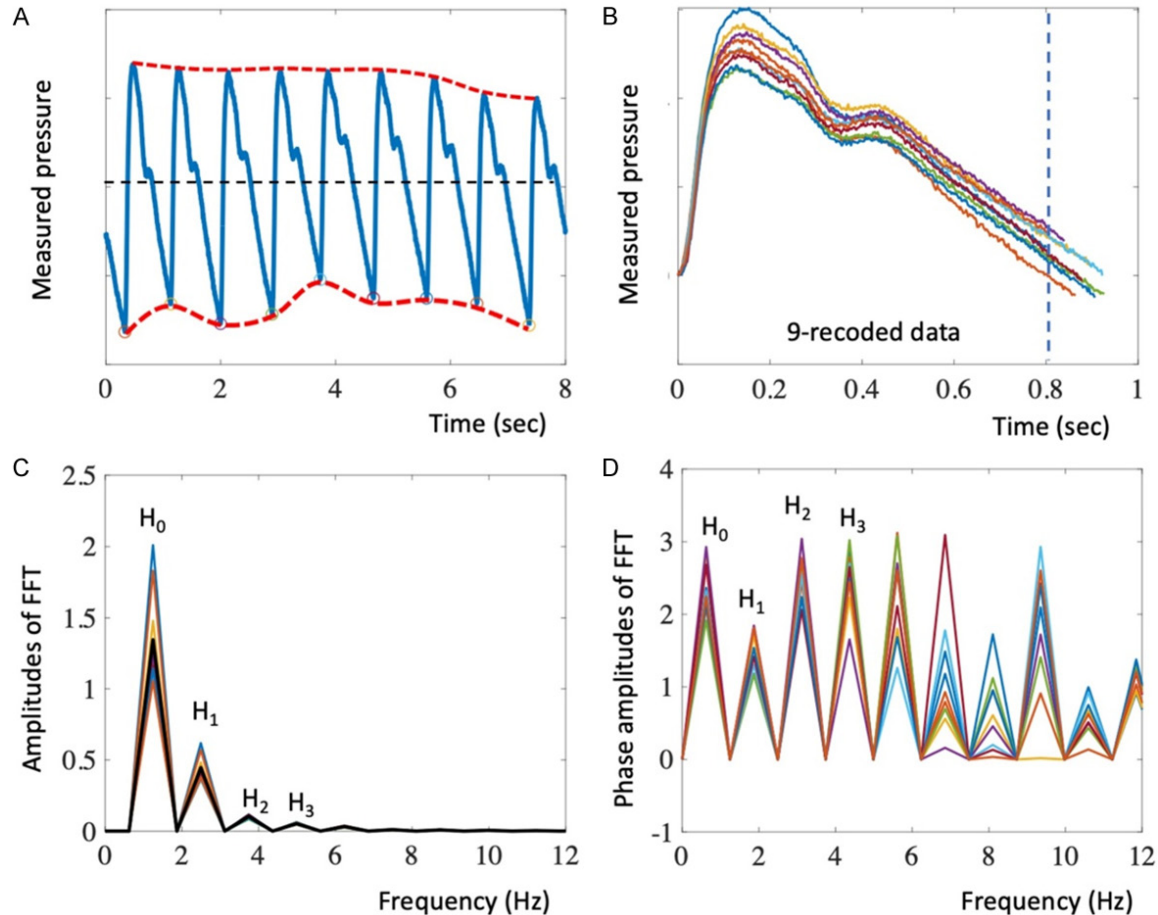 A
Measured pressure
0
2
4
6
8
Time (sec)
B
Measured pressure
9-recoded data
0
0.2
0.4
0.6
0.8
1
Time (sec)
C
Amplitudes of FFT
2.5
2
1.5
1
0.5
0
H0
H1
H2
H3
0
2
4
6
8
10
12
Frequency (Hz)
D
Phase amplitudes of FFT
4
3
2
1
0
-1
H0
H1
H2
H3
0
2
4
6
8
10
12
Frequency (Hz)